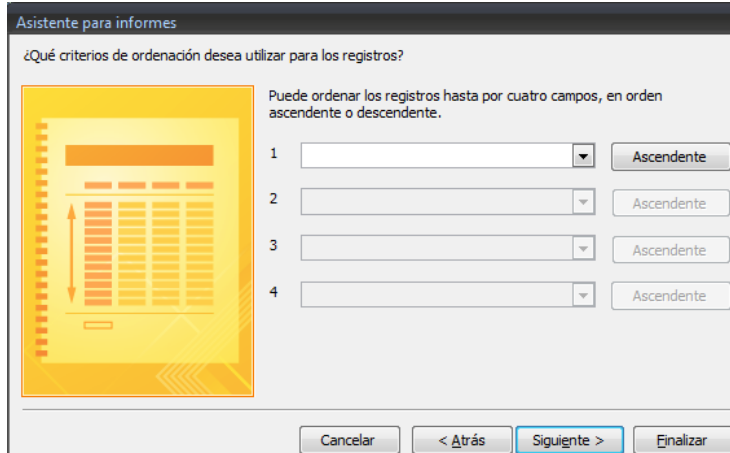 Asistente para informes
¿Qué criterios de ordenación desea utilizar para los registros?
Puede ordenar los registros hasta por cuatro campos, en orden
ascendente o descendente.
1 Ascendente
2 Ascendente
3 Ascendente
4 Ascendente
Cancelar < Atrás Siguiente > Finalizar